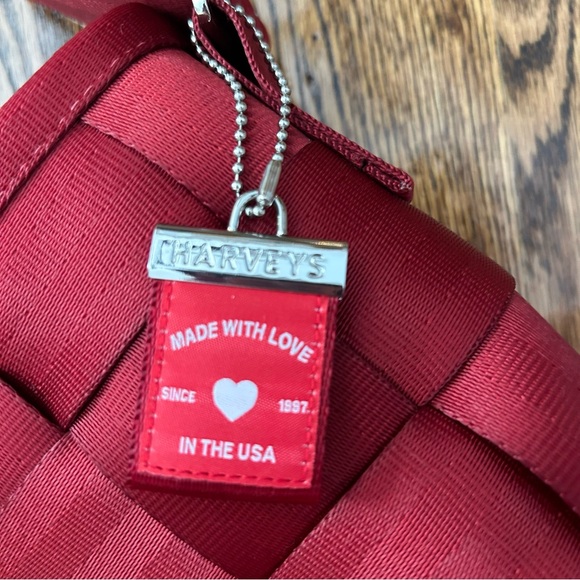 HARVEYS
MADE WITH LOVE
SINCE 1997
IN THE USA